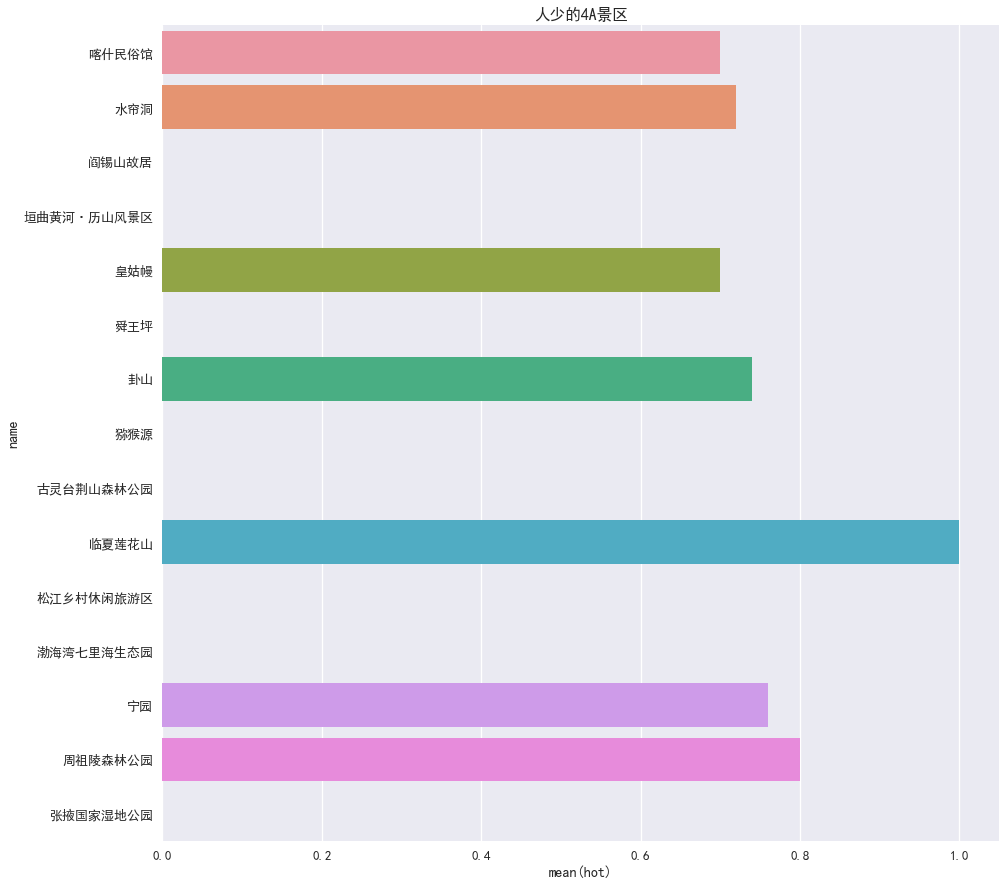 人少的4A景区
喀什民俗馆
水帘洞
阎锡山故居
垣曲黄河·历山风景区
皇姑幔
舜王坪
卦山
猕猴源
古灵台荆山森林公园
临夏莲花山
松江乡村休闲旅游区
渤海湾七里海生态园
宁园
周祖陵森林公园
张掖国家湿地公园
name
0.0 0.2 0.4 0.6 0.8 1.0
mean(hot)